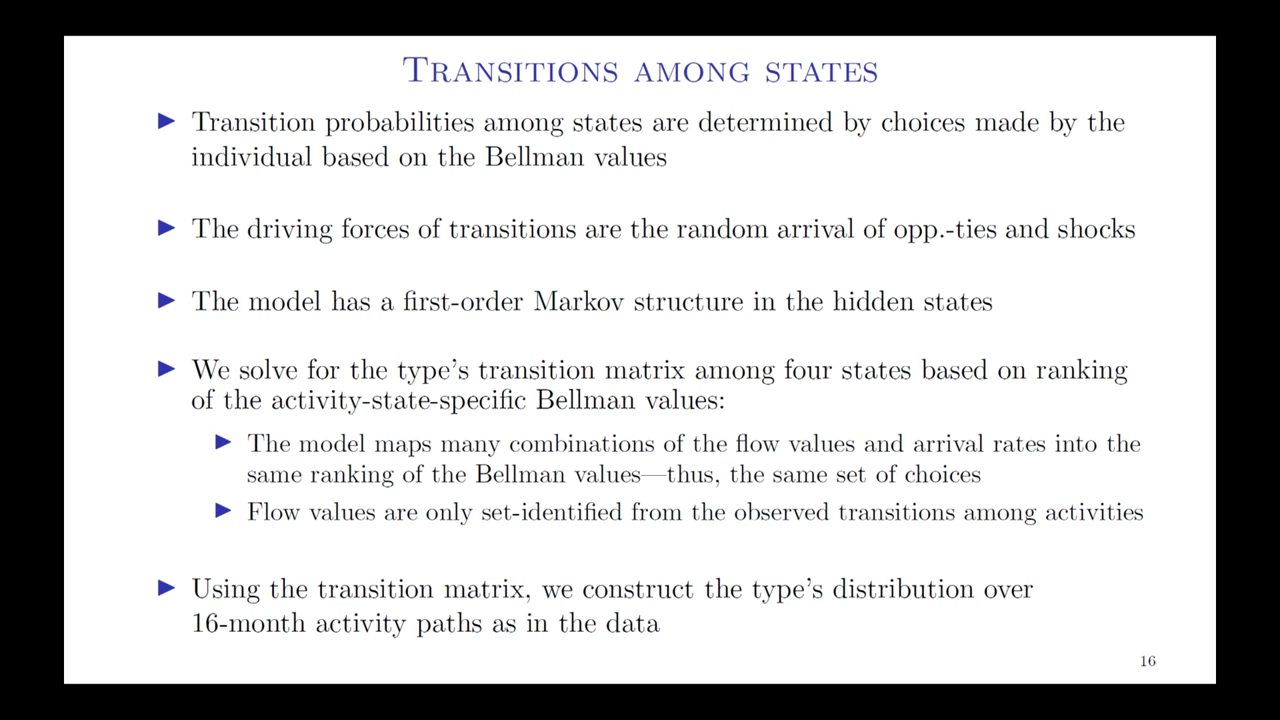 Transitions among states
Transition probabilities among states are determined by choices made by the
individual based on the Bellman values
The driving forces of transitions are the random arrival of opp.-ties and shocks
The model has a first-order Markov structure in the hidden states
We solve for the type's transition matrix among four states based on ranking
of the activity-state-specific Bellman values:
The model maps many combinations of the flow values and arrival rates into the
same ranking of the Bellman values—thus, the same set of choices
Flow values are only set-identified from the observed transitions among activities
Using the transition matrix, we construct the type's distribution over
16-month activity paths as in the data
16